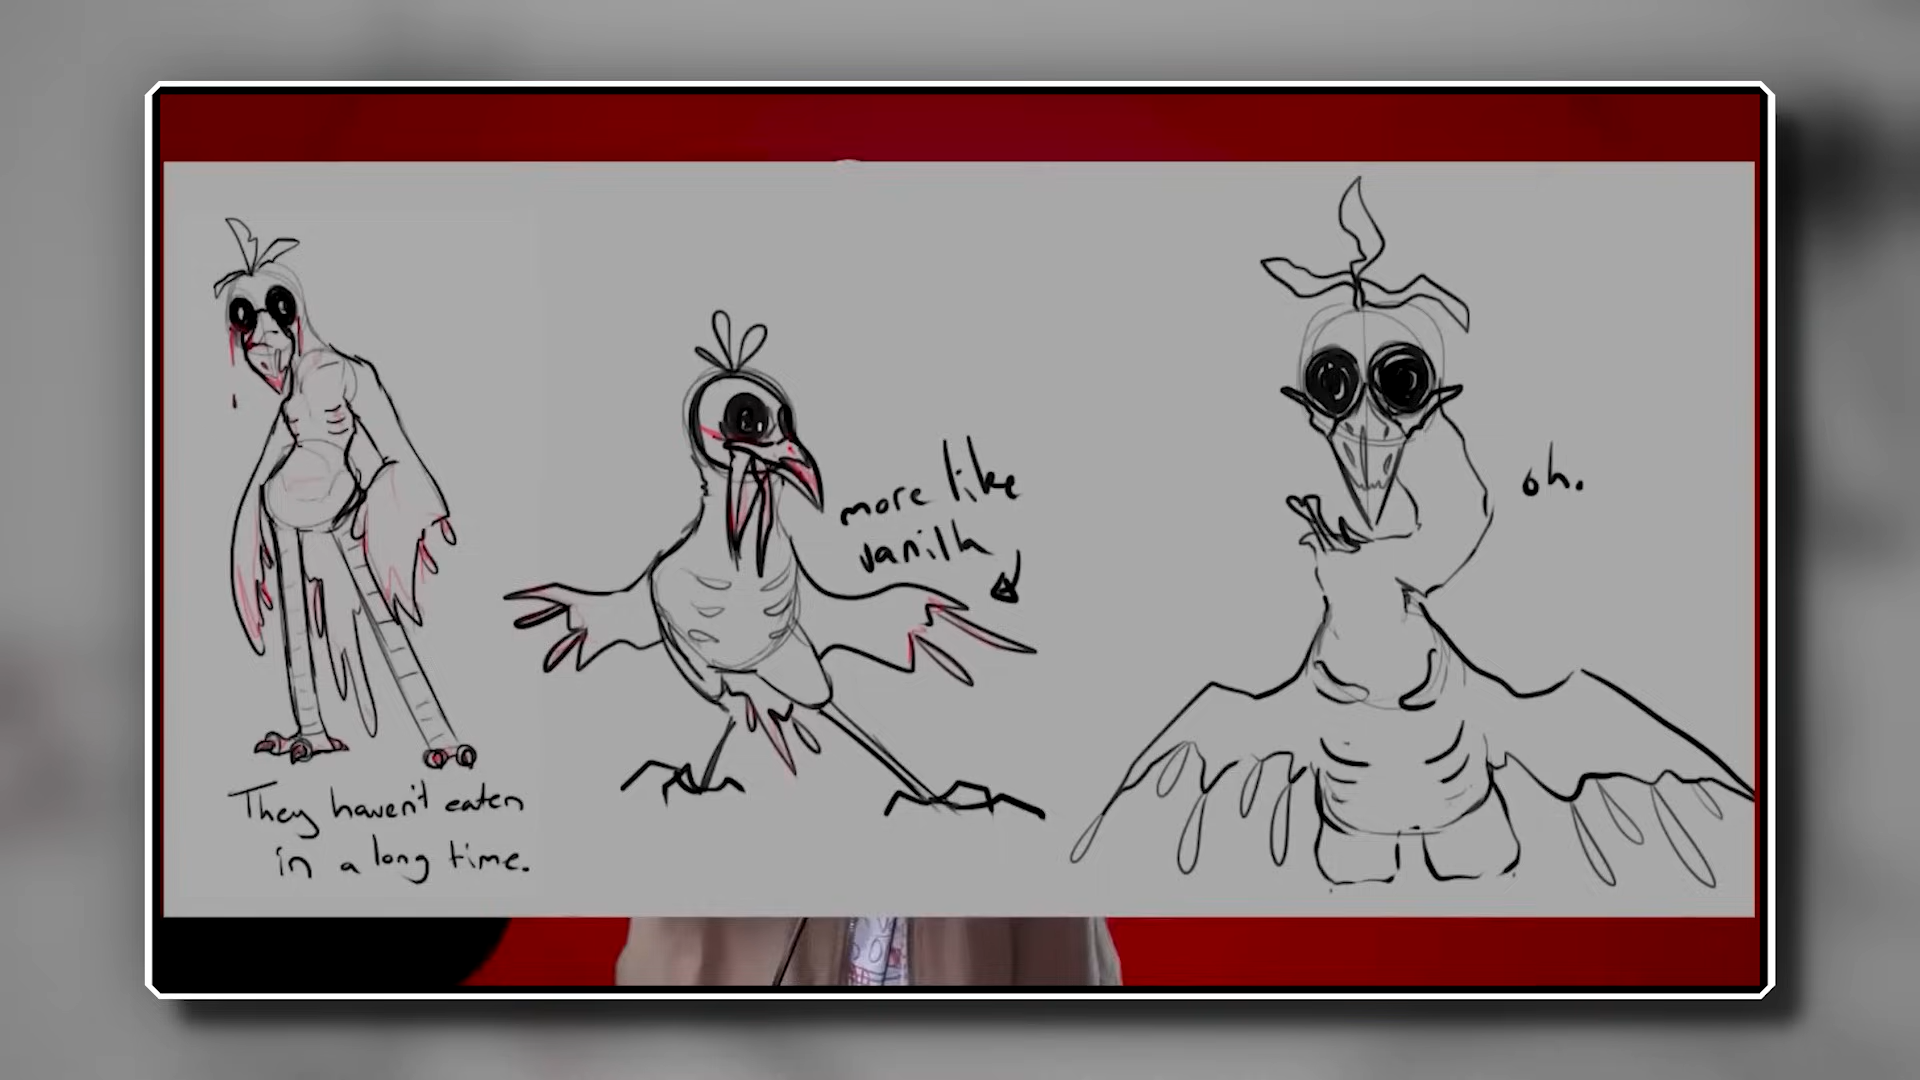 They haven't eaten
in a long time.
more like
vanilla
oh.